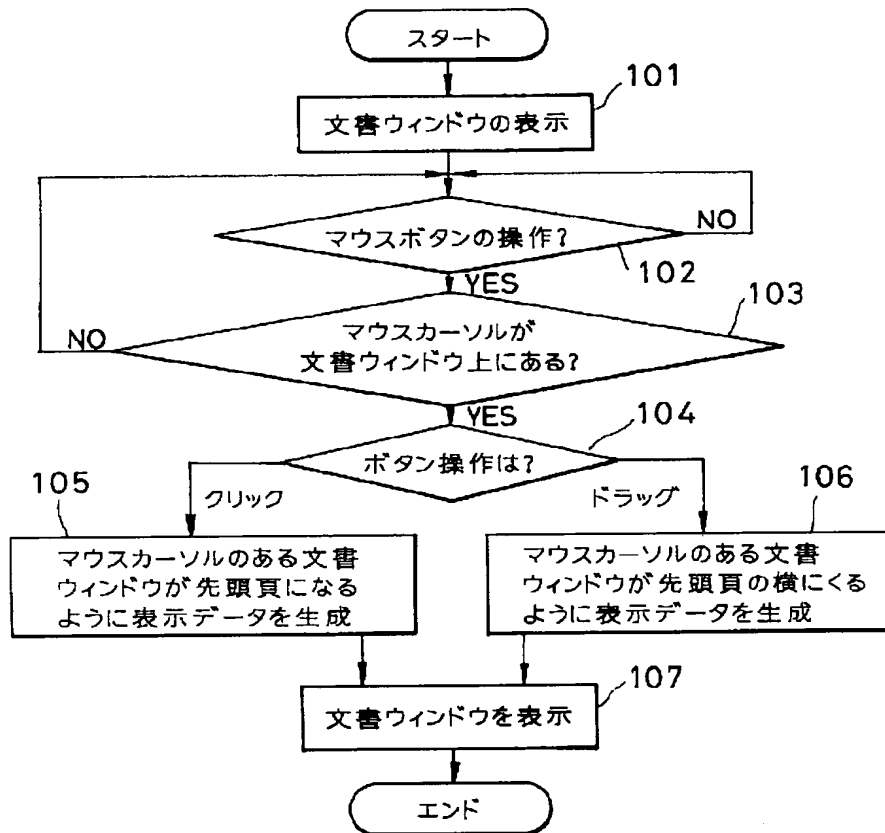 スタート
101
文書ウィンドウの表示
マウスボタンの操作?
NO
102
YES
103
マウスカーソルが
文書ウィンドウ上にある?
NO
YES
104
ボタン操作は?
105
クリック
ドラッグ
106
マウスカーソルのある文書
ウィンドウが先頭頁になる
ように表示データを生成
マウスカーソルのある文書
ウィンドウが先頭頁の横にくる
ように表示データを生成
107
文書ウィンドウを表示
エンド